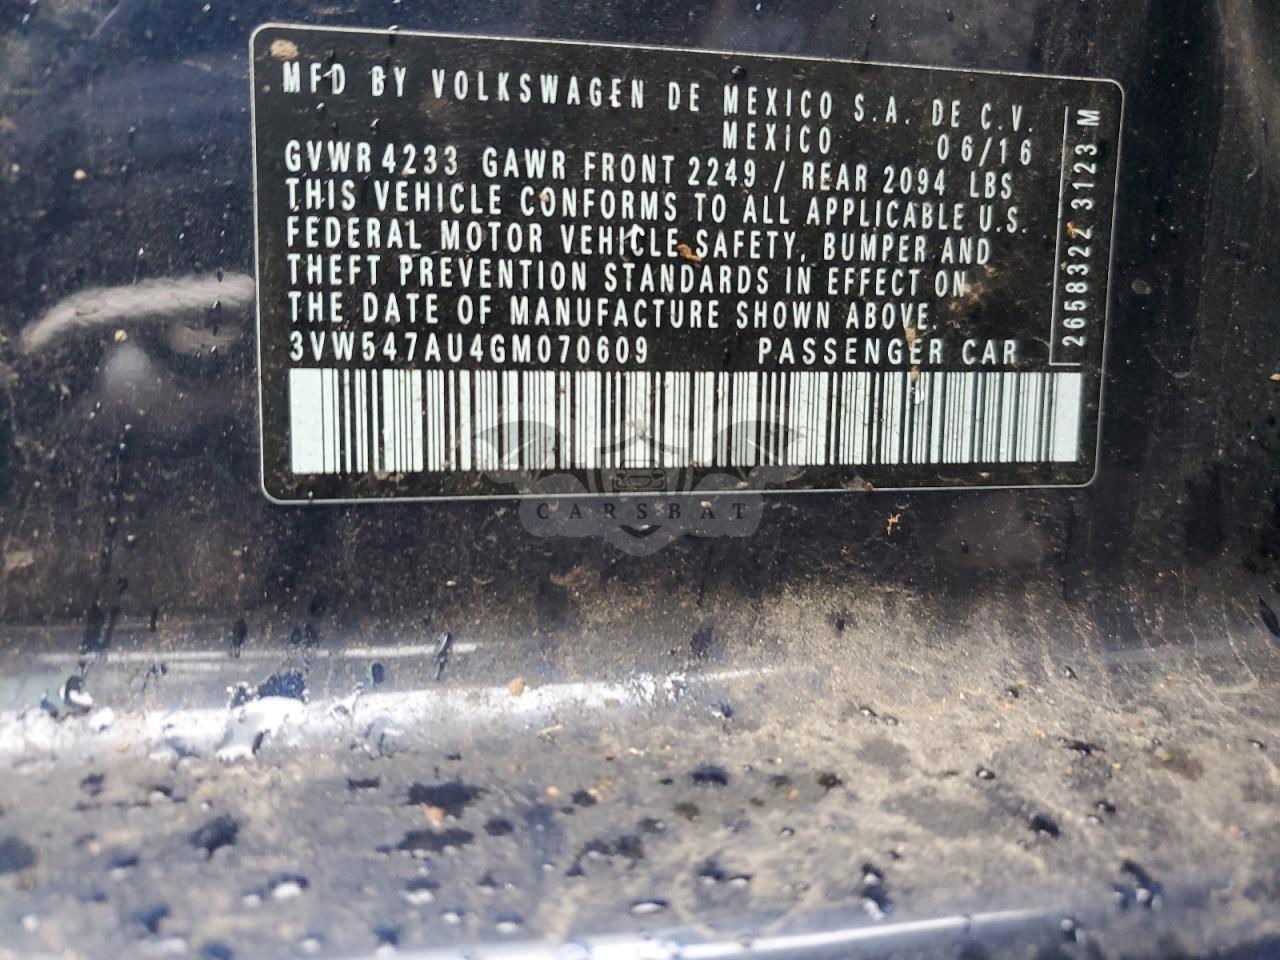 MFD BY VOLKSWAGEN DE MEXICO S.A. DE C.V.
MEXICO 06/16
GVWR 4233 GAWR FRONT 2249 / REAR 2094 LBS
THIS VEHICLE CONFORMS TO ALL APPLICABLE U.S.
FEDERAL MOTOR VEHICLE SAFETY, BUMPER AND
THEFT PREVENTION STANDARDS IN EFFECT ON
THE DATE OF MANUFACTURE SHOWN ABOVE.
3VW547AU4GM070609 PASSENGER CAR
2658322 3123 M
CARSBAT